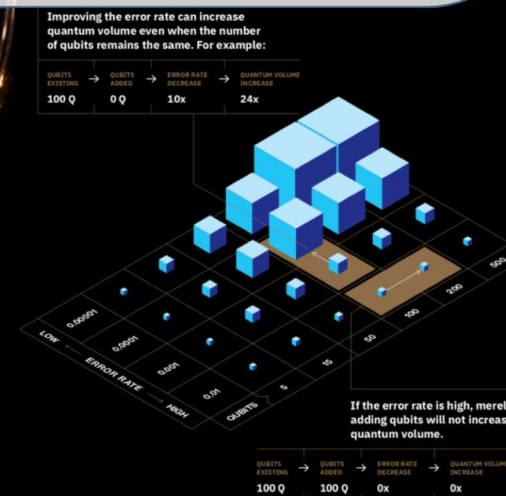 Improving the error rate can increase
quantum volume even when the number
of qubits remains the same. For example:
QUBITS EXISTING → QUBITS ADDED → ERROR RATE DECREASE → QUANTUM VOLUME INCREASE
100 Q 0 Q 10x 24x
0.00001
0.0001
0.001
0.01
LOW ← ERROR RATE → HIGH
QUBITS
5
15
50
100
200
500
If the error rate is high, merel
adding qubits will not increas
quantum volume.
QUBITS EXISTING → QUBITS ADDED → ERROR RATE DECREASE → QUANTUM VOLUM INCREASE
100 Q 100 Q 0x 0x